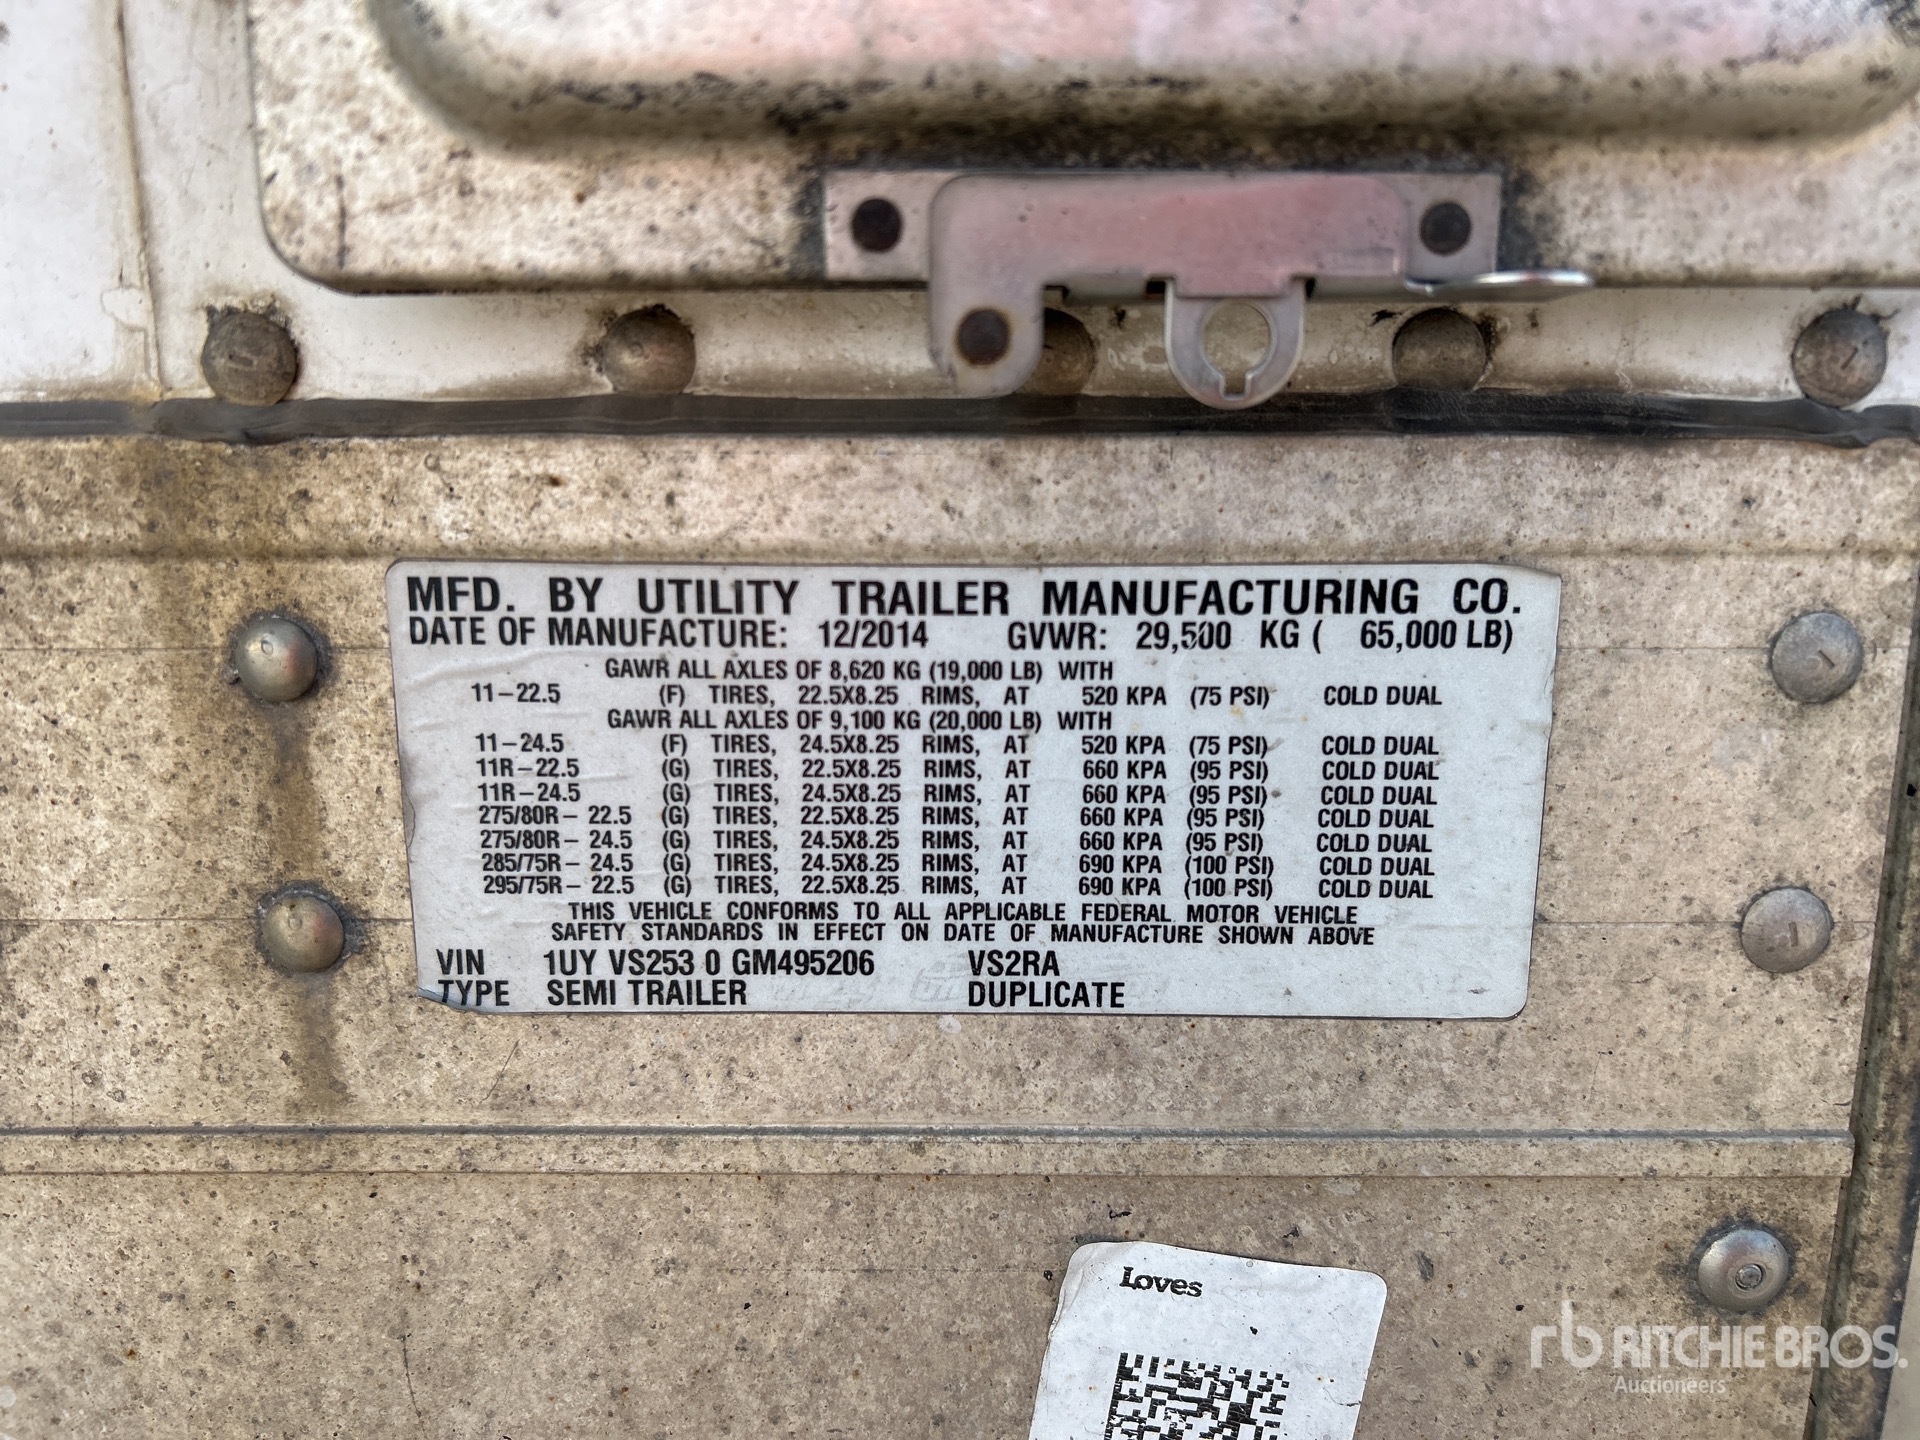 MFD. BY UTILITY TRAILER MANUFACTURING CO.
DATE OF MANUFACTURE: 12/2014 GVWR: 29,500 KG ( 65,000 LB)
GAWR ALL AXLES OF 8,620 KG (19,000 LB) WITH
11-22.5 (F) TIRES, 22.5X8.25 RIMS, AT 520 KPA (75 PSI) COLD DUAL
GAWR ALL AXLES OF 9,100 KG (20,000 LB) WITH
11-24.5 (F) TIRES, 24.5X8.25 RIMS, AT 520 KPA (75 PSI) COLD DUAL
11R-22.5 (G) TIRES, 22.5X8.25 RIMS, AT 660 KPA (95 PSI) COLD DUAL
11R-24.5 (G) TIRES, 24.5X8.25 RIMS, AT 660 KPA (95 PSI) COLD DUAL
275/80R-22.5 (G) TIRES, 22.5X8.25 RIMS, AT 660 KPA (95 PSI) COLD DUAL
275/80R-24.5 (G) TIRES, 24.5X8.25 RIMS, AT 660 KPA (95 PSI) COLD DUAL
285/75R-24.5 (G) TIRES, 24.5X8.25 RIMS, AT 690 KPA (100 PSI) COLD DUAL
295/75R-22.5 (G) TIRES, 22.5X8.25 RIMS, AT 690 KPA (100 PSI) COLD DUAL
THIS VEHICLE CONFORMS TO ALL APPLICABLE FEDERAL MOTOR VEHICLE
SAFETY STANDARDS IN EFFECT ON DATE OF MANUFACTURE SHOWN ABOVE
VIN 1UY VS253 0 GM495206 VS2RA
TYPE SEMI TRAILER DUPLICATE
Loves
rb RITCHIE BROS.
Auctioneers